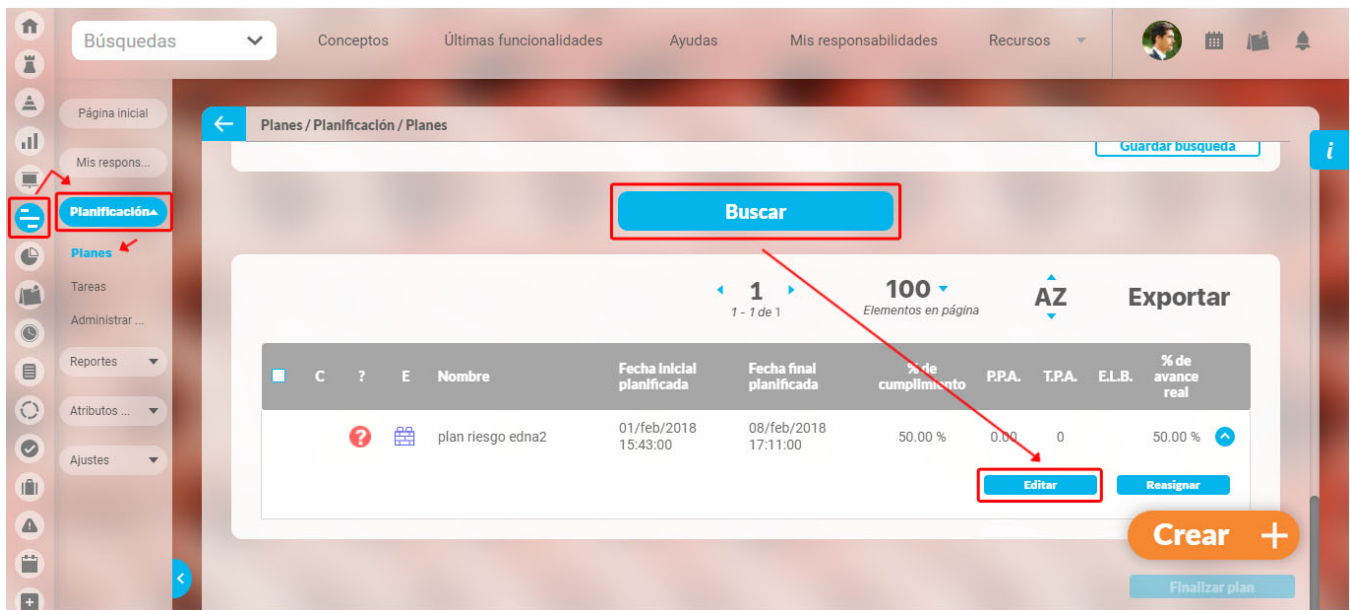 Búsquedas
Conceptos
Últimas funcionalidades
Ayudas
Mis responsabilidades
Recursos
Página inicial
Mis respons...
Planificación
Planes
Tareas
Administrar ...
Reportes
Atributos ...
Ajustes
Planes / Planificación / Planes
Guardar búsqueda
i
Buscar
1
1 - 1 de 1
100
Elementos en página
AZ
Exportar
C
?
E
Nombre
Fecha inicial
planificada
Fecha final
planificada
% de
cumplimiento
P.P.A.
T.P.A.
E.L.B.
% de
avance
real
?
plan riesgo edna2
01/feb/2018
15:43:00
08/feb/2018
17:11:00
50.00 %
0.00
0
50.00 %
Editar
Reasignar
Crear +
Finalizar plan